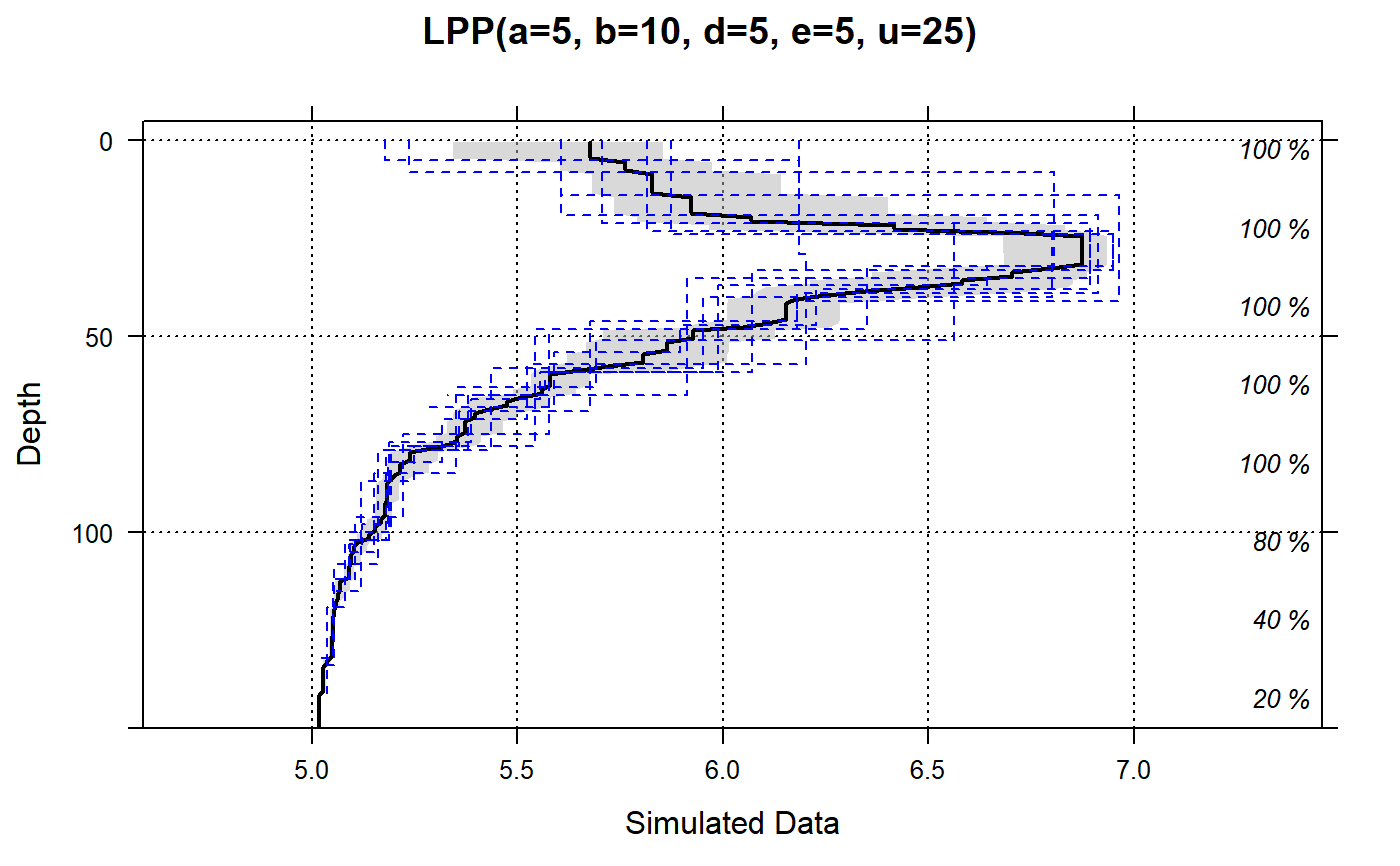 LPP(a=5, b=10, d=5, e=5, u=25)
0
100 %
100 %
100 %
50
100 %
100 %
100
80 %
40 %
20 %
5.0 5.5 6.0 6.5 7.0
Depth
Simulated Data